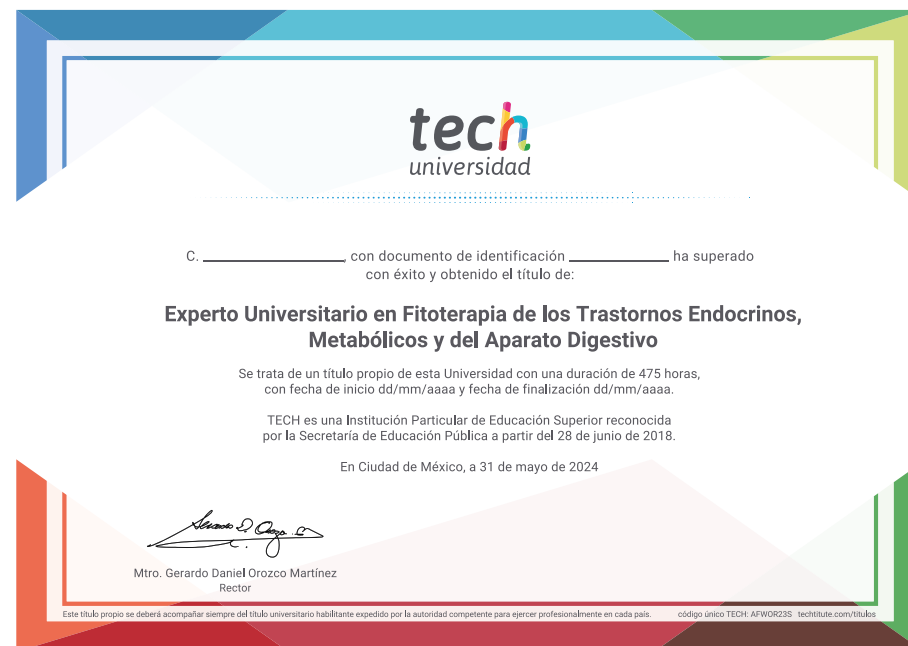 tech
universidad
C. ____________, con documento de identificación ____________ ha superado
con éxito y obtenido el título de:
Experto Universitario en Fitoterapia de los Trastornos Endocrinos,
Metabólicos y del Aparato Digestivo
Se trata de un título propio de esta Universidad con una duración de 475 horas,
con fecha de inicio dd/mm/aaaa y fecha de finalización dd/mm/aaaa.
TECH es una Institución Particular de Educación Superior reconocida
por la Secretaría de Educación Pública a partir del 28 de junio de 2018.
En Ciudad de México, a 31 de mayo de 2024
Mtro. Gerardo Daniel Orozco Martínez
Rector
Este título propio se deberá acompañar siempre del título universitario habilitante expedido por la autoridad competente para ejercer profesionalmente en cada país. código único TECH: AFWOR23S techtitute.com/titulos